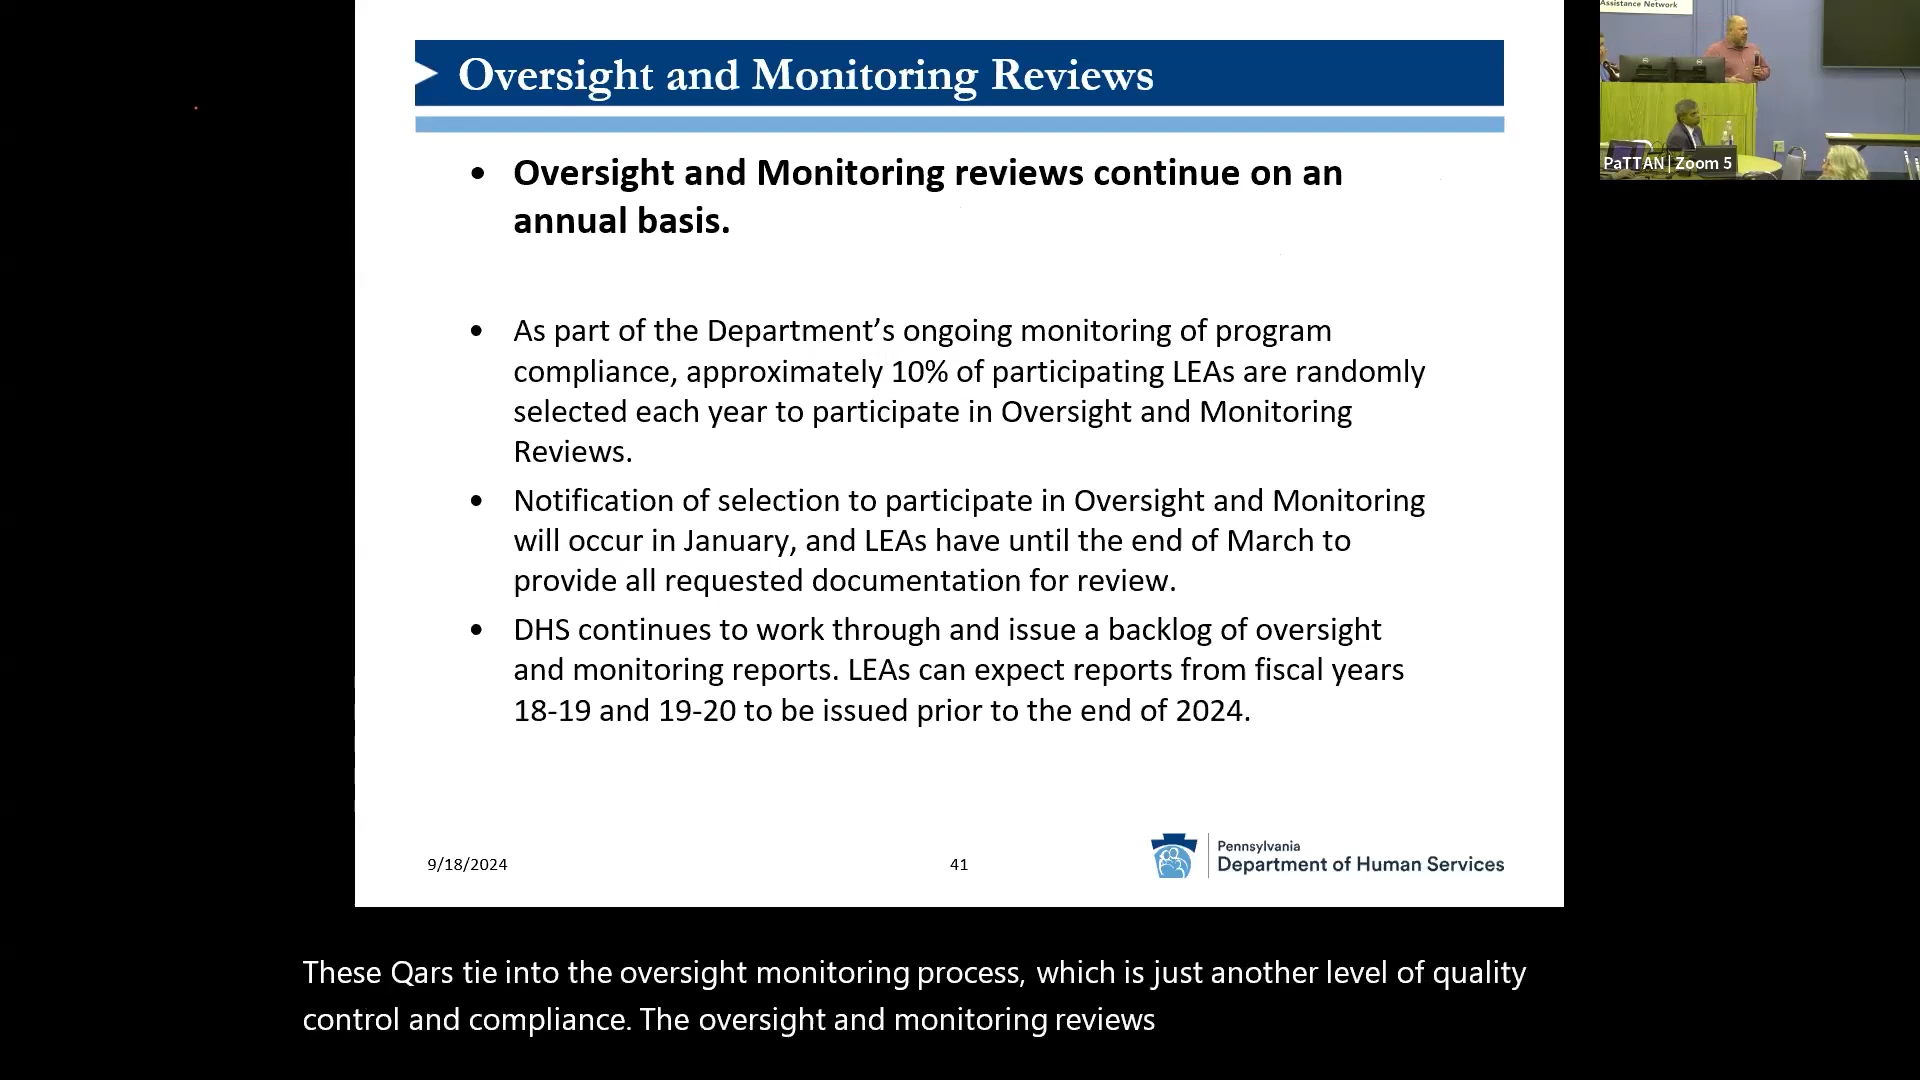 Assistance Network
Oversight and Monitoring Reviews
• Oversight and Monitoring reviews continue on an
annual basis.
• As part of the Department’s ongoing monitoring of program
compliance, approximately 10% of participating LEAs are randomly
selected each year to participate in Oversight and Monitoring
Reviews.
• Notification of selection to participate in Oversight and Monitoring
will occur in January, and LEAs have until the end of March to
provide all requested documentation for review.
• DHS continues to work through and issue a backlog of oversight
and monitoring reports. LEAs can expect reports from fiscal years
18-19 and 19-20 to be issued prior to the end of 2024.
PaTTAN | Zoom 5
9/18/2024
41
Pennsylvania
Department of Human Services
These Qars tie into the oversight monitoring process, which is just another level of quality
control and compliance. The oversight and monitoring reviews